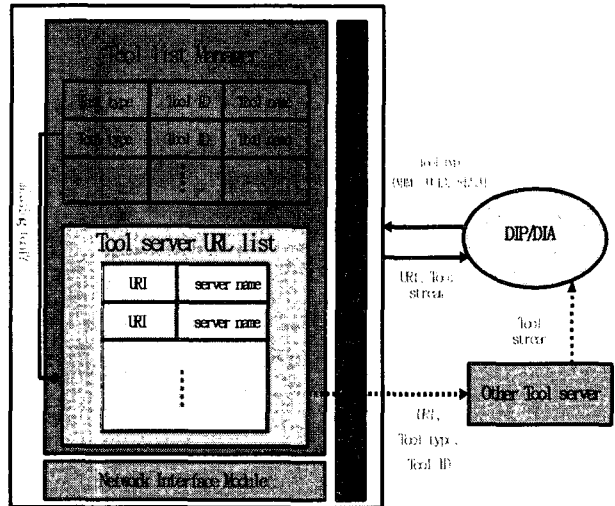 Tool List Manager
Tool type Tool ID Tool name
Tool type Tool ID Tool name
Tool server URL list
URI server name
URI server name
Network Interface Module
Tool type
DIP/DIA
URI, Tool
stream
Tool
stream
Other Tool server
URI,
Tool type,
Tool ID